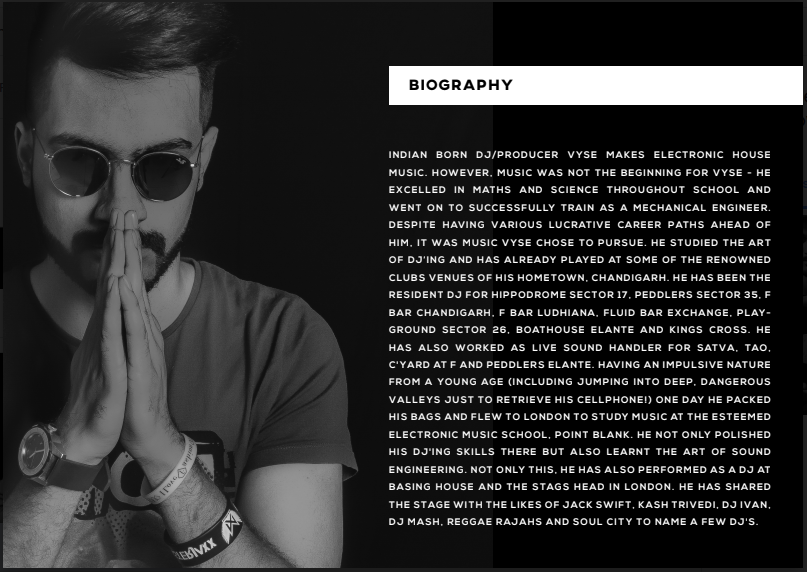 BIOGRAPHY
INDIAN BORN DJ/PRODUCER VYSE MAKES ELECTRONIC HOUSE
MUSIC. HOWEVER, MUSIC WAS NOT THE BEGINNING FOR VYSE - HE
EXCELLED IN MATHS AND SCIENCE THROUGHOUT SCHOOL AND
WENT ON TO SUCCESSFULLY TRAIN AS A MECHANICAL ENGINEER.
DESPITE HAVING VARIOUS LUCRATIVE CAREER PATHS AHEAD OF
HIM, IT WAS MUSIC VYSE CHOSE TO PURSUE. HE STUDIED THE ART
OF DJ'ING AND HAS ALREADY PLAYED AT SOME OF THE RENOWNED
CLUBS VENUES OF HIS HOMETOWN, CHANDIGARH. HE HAS BEEN THE
RESIDENT DJ FOR HIPPODROME SECTOR 17, PEDDLERS SECTOR 35, F
BAR CHANDIGARH, F BAR LUDHIANA, FLUID BAR EXCHANGE, PLAY-
GROUND SECTOR 26, BOATHOUSE ELANTE AND KINGS CROSS. HE
HAS ALSO WORKED AS LIVE SOUND HANDLER FOR SATVA, TAO,
C'YARD AT F AND PEDDLERS ELANTE. HAVING AN IMPULSIVE NATURE
FROM A YOUNG AGE (INCLUDING JUMPING INTO DEEP, DANGEROUS
VALLEYS JUST TO RETRIEVE HIS CELLPHONE!) ONE DAY HE PACKED
HIS BAGS AND FLEW TO LONDON TO STUDY MUSIC AT THE ESTEEMED
ELECTRONIC MUSIC SCHOOL, POINT BLANK. HE NOT ONLY POLISHED
HIS DJ'ING SKILLS THERE BUT ALSO LEARNT THE ART OF SOUND
ENGINEERING. NOT ONLY THIS, HE HAS ALSO PERFORMED AS A DJ AT
BASING HOUSE AND THE STAGS HEAD IN LONDON. HE HAS SHARED
THE STAGE WITH THE LIKES OF JACK SWIFT, KASH TRIVEDI, DJ IVAN,
DJ MASH, REGGAE RAJAHS AND SOUL CITY TO NAME A FEW DJ'S.